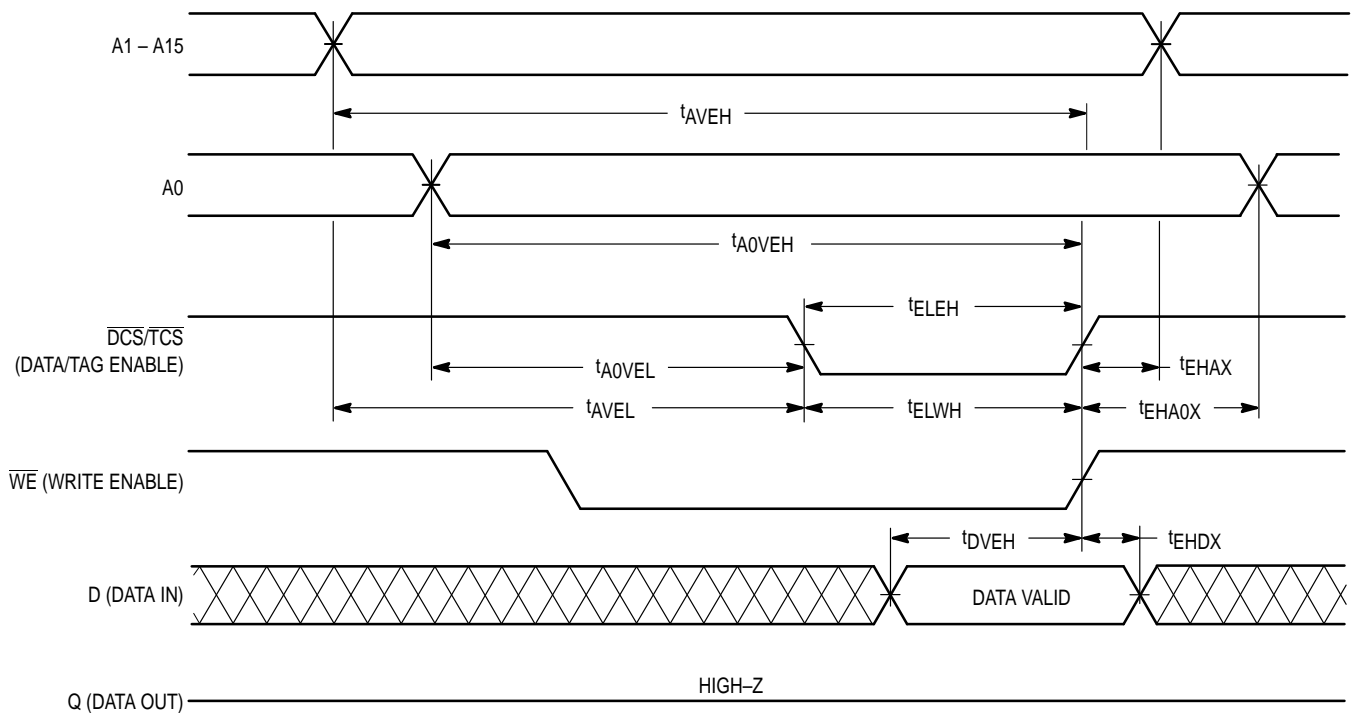 A1 – A15
tAVEH
A0
tA0VEH
tELEH
DCS/TCS
(DATA/TAG ENABLE)
tA0VEL
tEHAX
tAVEL
tELWH
tEHA0X
WE (WRITE ENABLE)
tDVEH
tEHDX
D (DATA IN)
DATA VALID
HIGH–Z
Q (DATA OUT)